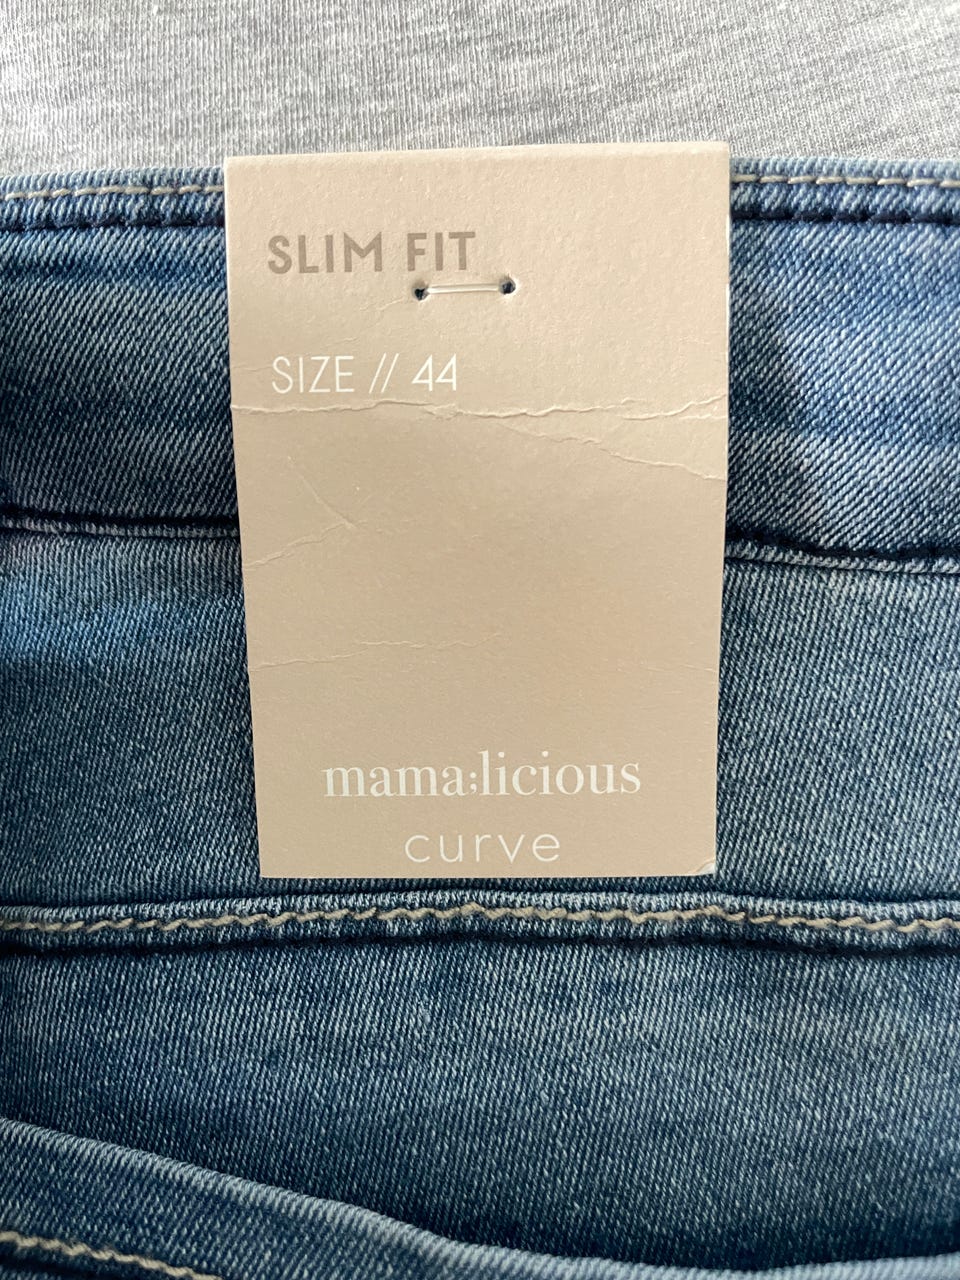 SLIM FIT
SIZE // 44
mama;licious
curve